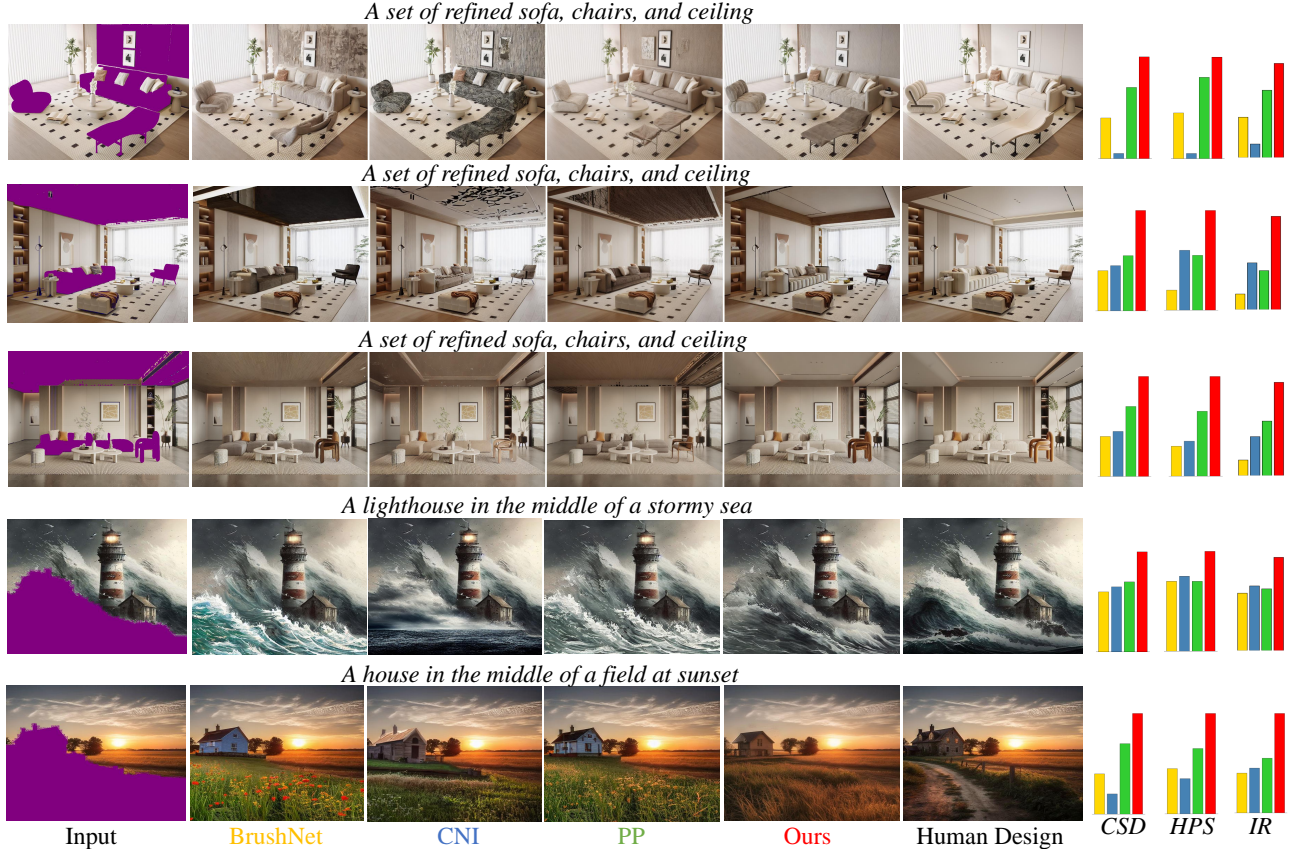 A set of refined sofa, chairs, and ceiling
A set of refined sofa, chairs, and ceiling
A set of refined sofa, chairs, and ceiling
A lighthouse in the middle of a stormy sea
A house in the middle of a field at sunset
Input BrushNet CNI PP Ours Human Design CSD HPS IR